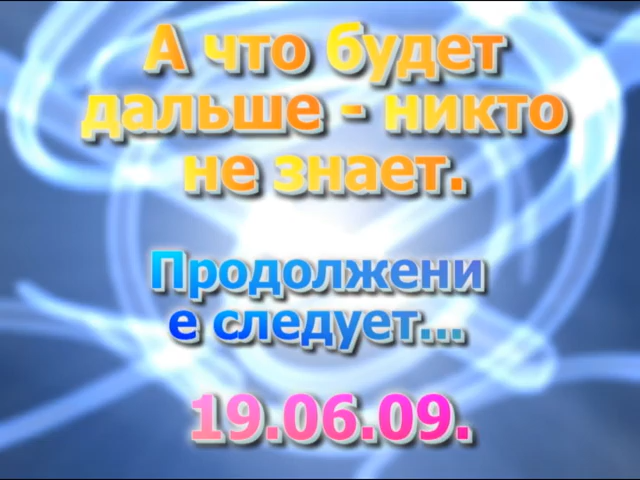 А что будет
дальше - никто
не знает.
Продолжени
е следует...
19.06.09.